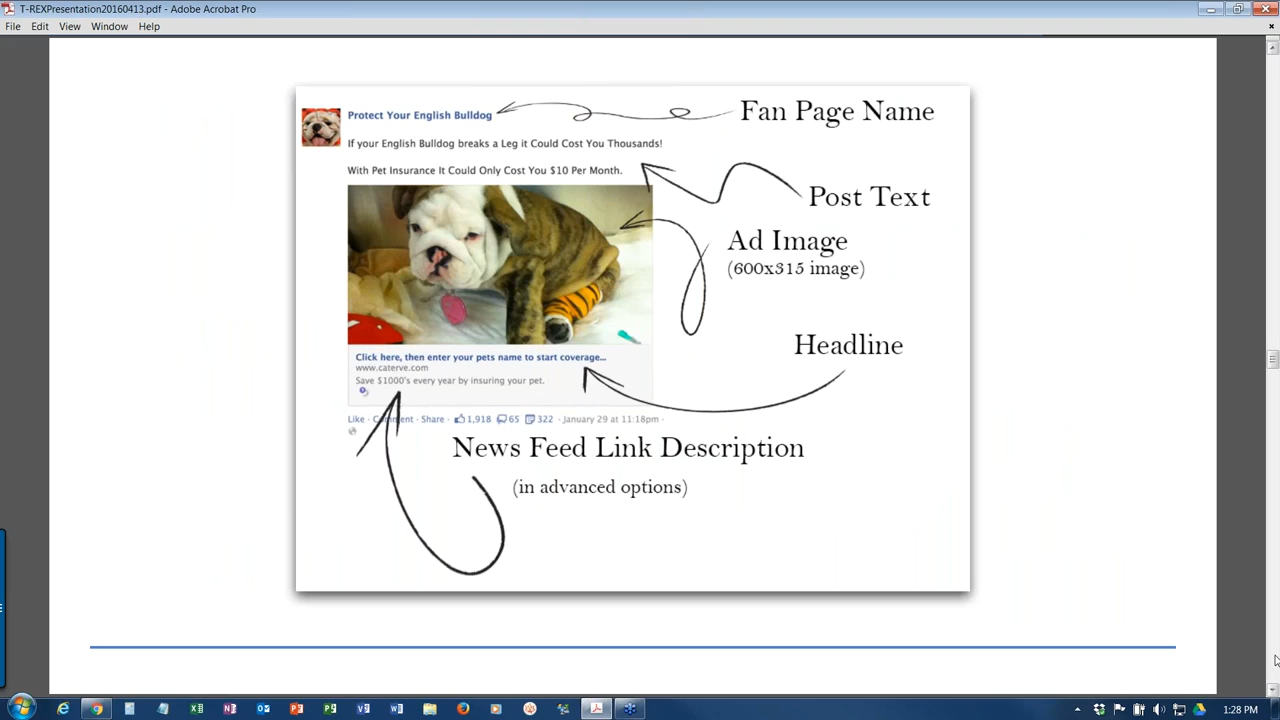 T-REXPresentation20160413.pdf - Adobe Acrobat Pro
File Edit View Window Help
Protect Your English Bulldog
Fan Page Name
If your English Bulldog breaks a Leg it Could Cost You Thousands!
With Pet Insurance It Could Only Cost You $10 Per Month.
Post Text
Ad Image
(600x315 image)
Headline
Click here, then enter your pets name to start coverage...
www.caterve.com
Save $1000's every year by insuring your pet.
Like · Comment · Share · 1,918 65 322 · January 29 at 11:18pm ·
News Feed Link Description
(in advanced options)
1:28 PM